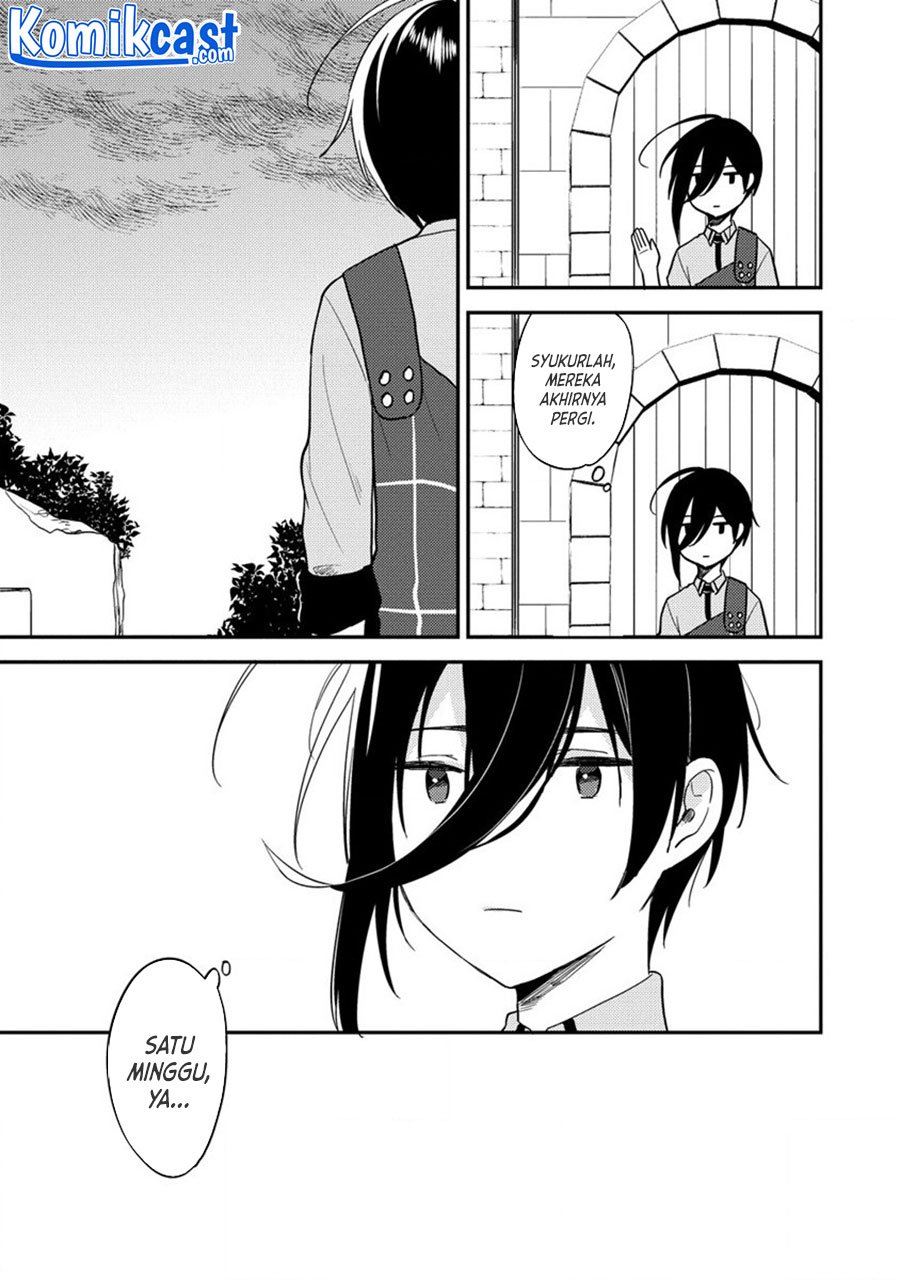 Komikcast
.com
SYUKURLAH,
MEREKA
AKHIRNYA
PERGI.
SATU
MINGGU,
YA...